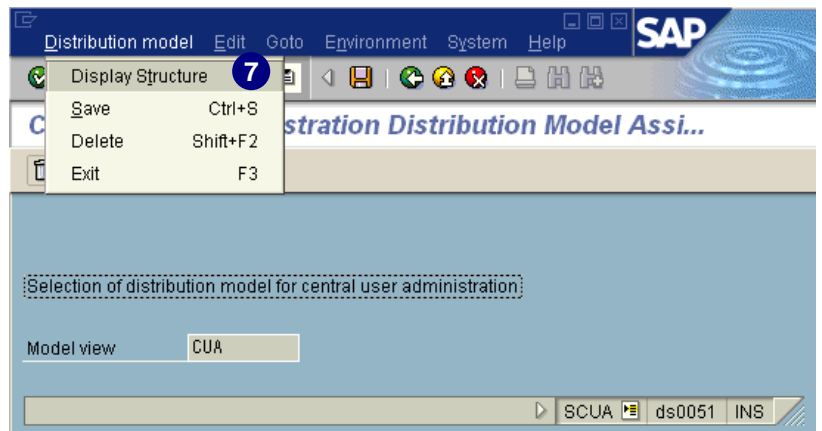 Distribution model Edit Goto Environment System Help
SAP
Display Structure 7
Save Ctrl+S
Delete Shift+F2
Exit F3
C stration Distribution Model Assi...
Selection of distribution model for central user administration
Model view CUA
SCUA ds0051 INS